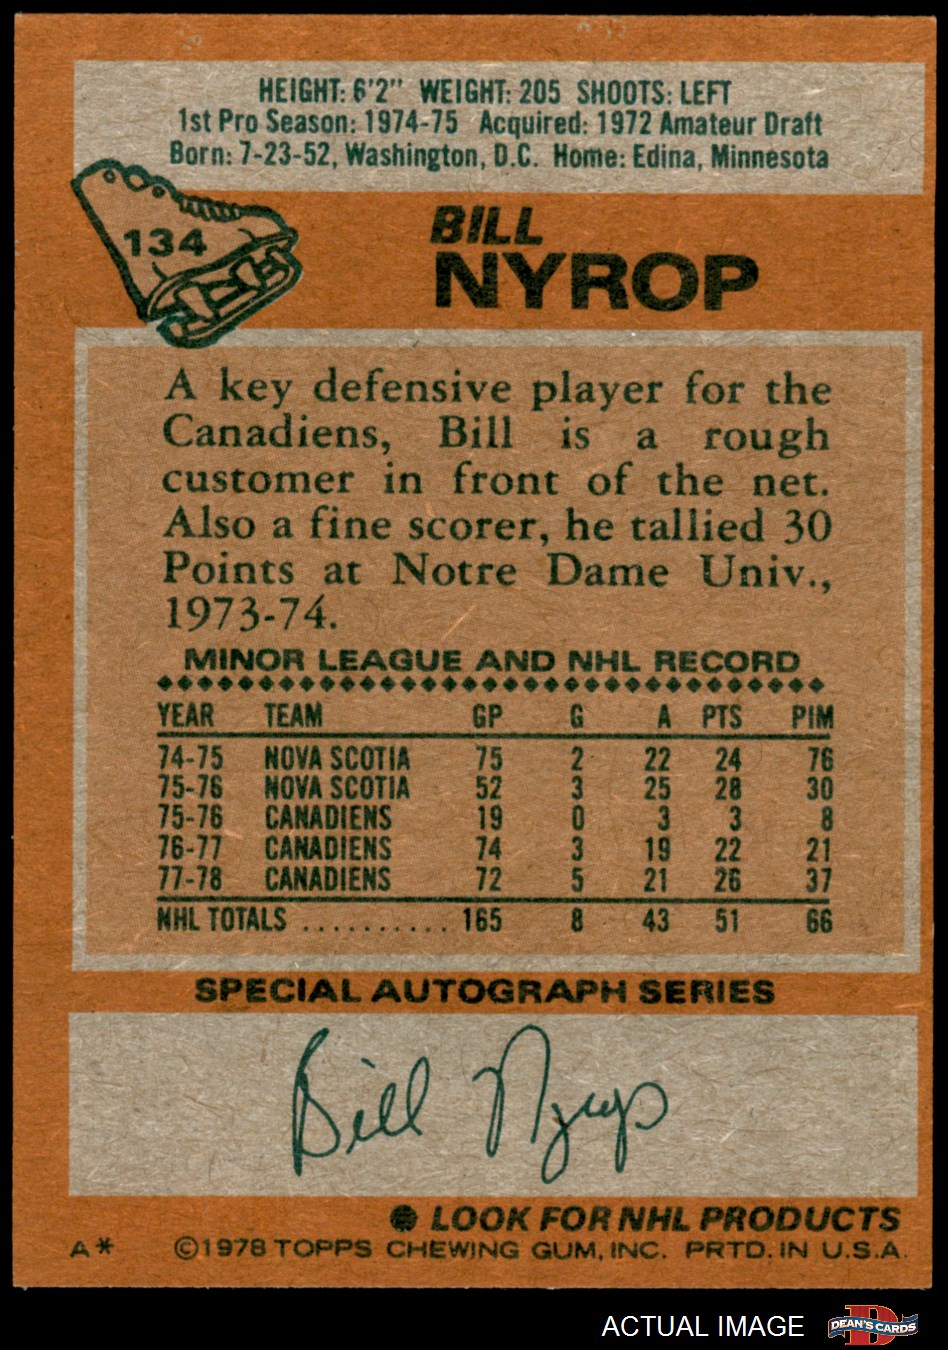 HEIGHT: 6'2" WEIGHT: 205 SHOOTS: LEFT
1st Pro Season: 1974-75 Acquired: 1972 Amateur Draft
Born: 7-23-52, Washington, D.C. Home: Edina, Minnesota
134
BILL
NYROP
A key defensive player for the
Canadiens, Bill is a rough
customer in front of the net.
Also a fine scorer, he tallied 30
Points at Notre Dame Univ.,
1973-74.
MINOR LEAGUE AND NHL RECORD
YEAR TEAM GP G A PTS PIM
74-75 NOVA SCOTIA 75 2 22 24 76
75-76 NOVA SCOTIA 52 3 25 28 30
75-76 CANADIENS 19 0 3 3 8
76-77 CANADIENS 74 3 19 22 21
77-78 CANADIENS 72 5 21 26 37
NHL TOTALS .......... 165 8 43 51 66
SPECIAL AUTOGRAPH SERIES
Bill Nyrop
LOOK FOR NHL PRODUCTS
A* ©1978 TOPPS CHEWING GUM, INC. PRTD. IN U.S.A.
ACTUAL IMAGE DEAN'S CARDS